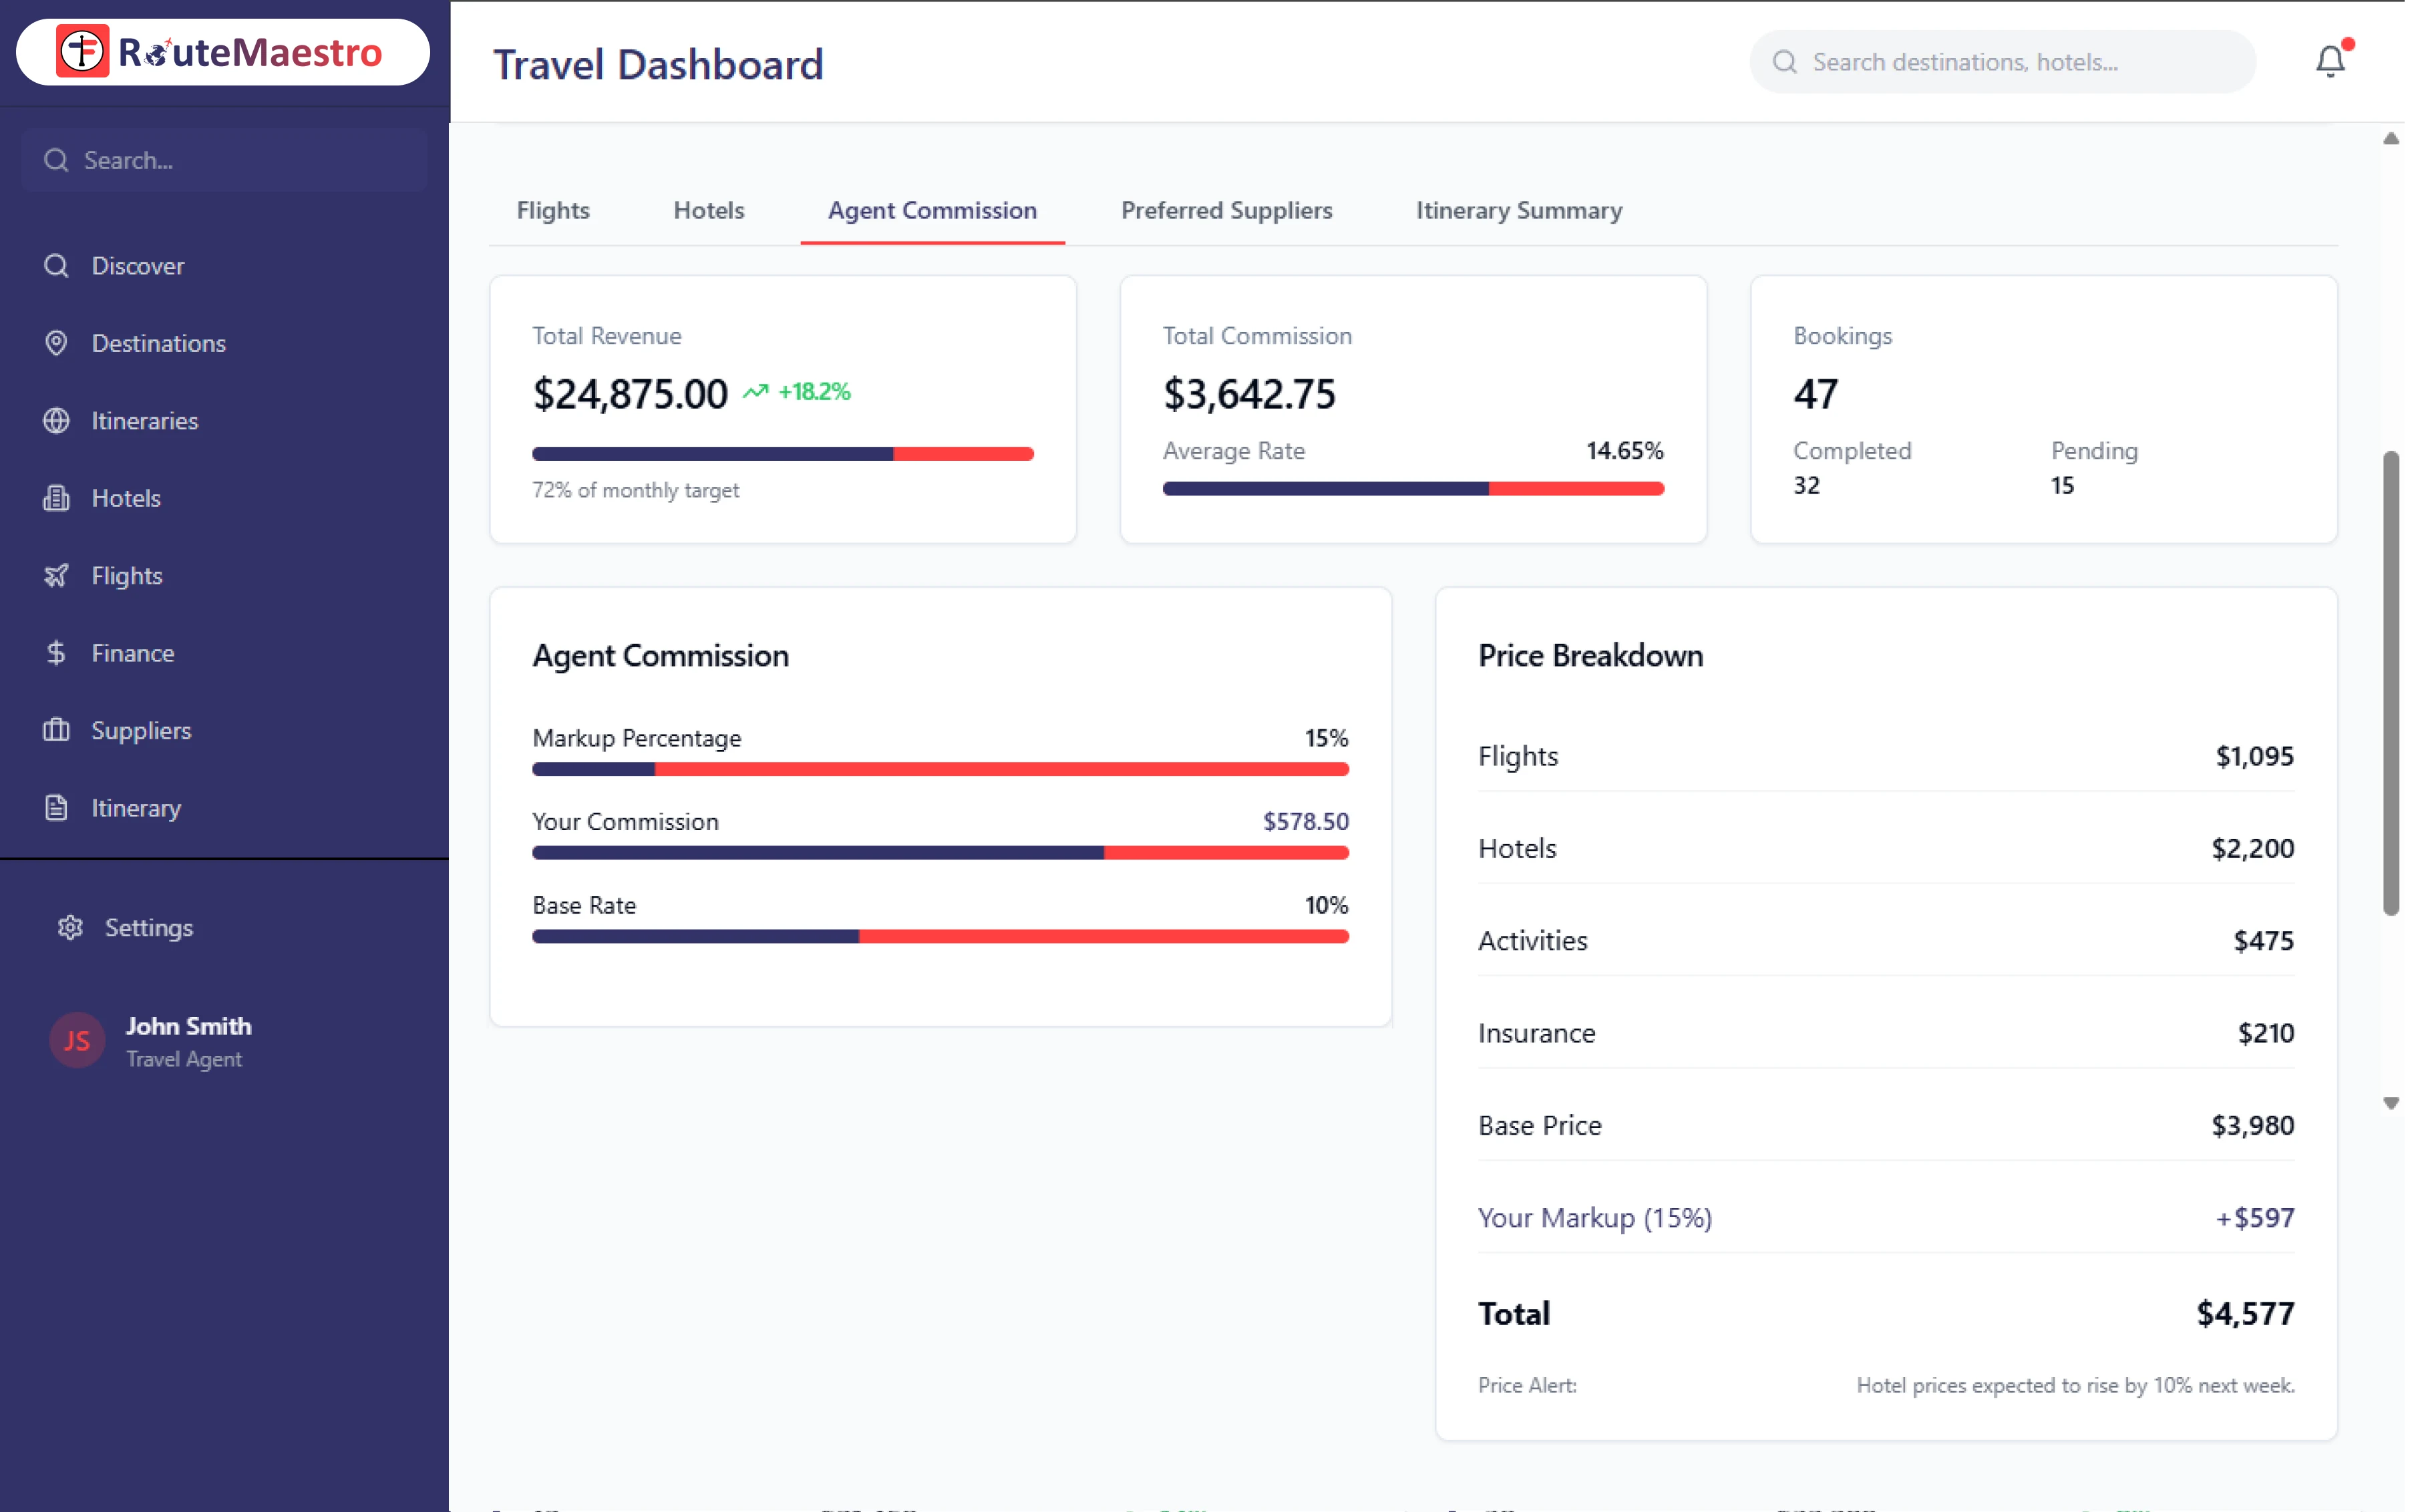 RouteMaestro
Search...
Discover
Destinations
Itineraries
Hotels
Flights
Finance
Suppliers
Itinerary
Settings
JS
John Smith
Travel Agent
Travel Dashboard
Search destinations, hotels...
Flights
Hotels
Agent Commission
Preferred Suppliers
Itinerary Summary
Total Revenue
$24,875.00 +18.2%
72% of monthly target
Total Commission
$3,642.75
Average Rate 14.65%
Bookings
47
Completed Pending
32 15
Agent Commission
Markup Percentage 15%
Your Commission $578.50
Base Rate 10%
Price Breakdown
Flights $1,095
Hotels $2,200
Activities $475
Insurance $210
Base Price $3,980
Your Markup (15%) +$597
Total $4,577
Price Alert: Hotel prices expected to rise by 10% next week.